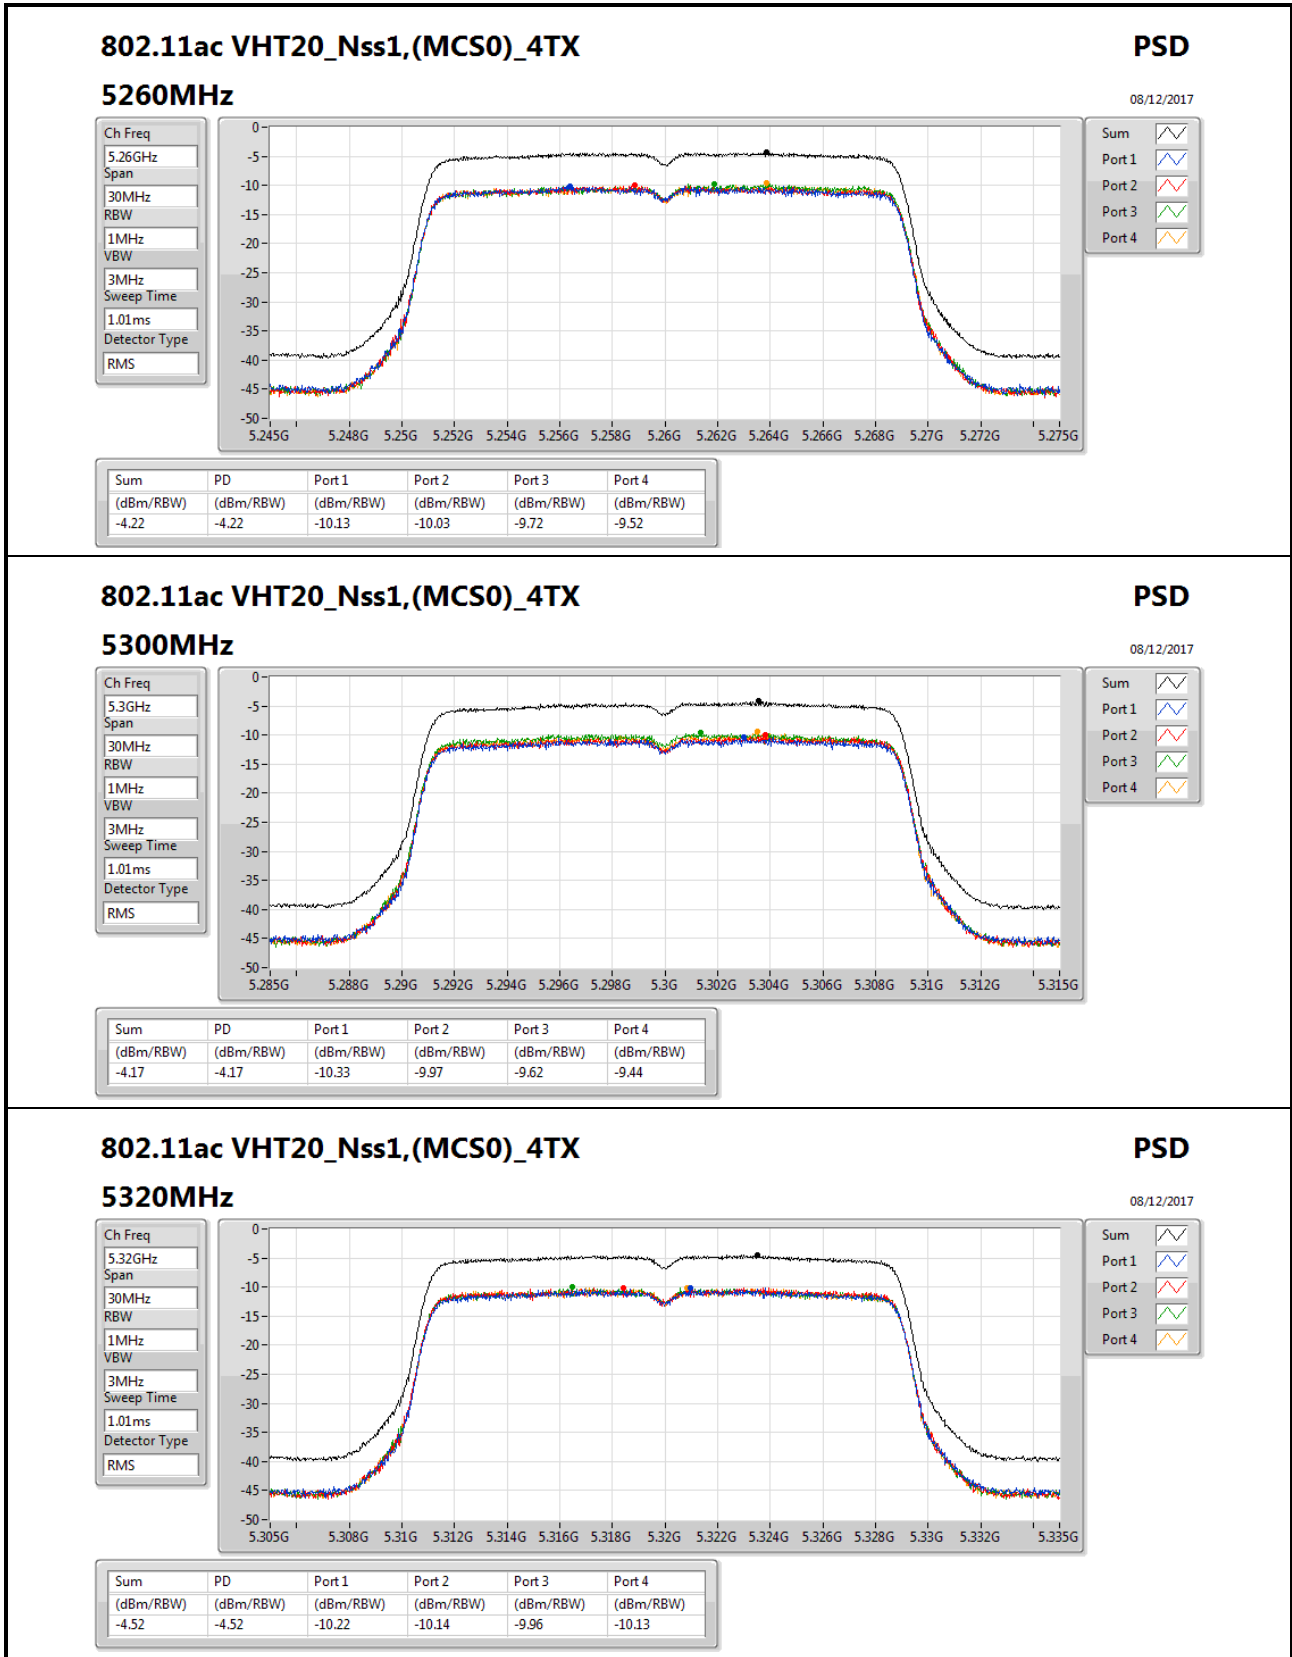 802.11ac VHT20_Nss1,(MCS0)_4TX PSD
5260MHz 08/12/2017
Ch Freq
5.26GHz
Span
30MHz
RBW
1MHz
VBW
3MHz
Sweep Time
1.01ms
Detector Type
RMS
0
-5
-10
-15
-20
-25
-30
-35
-40
-45
-50
5.245G 5.248G 5.25G 5.252G 5.254G 5.256G 5.258G 5.26G 5.262G 5.264G 5.266G 5.268G 5.27G 5.272G 5.275G
Sum
Port 1
Port 2
Port 3
Port 4
Sum PD Port 1 Port 2 Port 3 Port 4
(dBm/RBW) (dBm/RBW) (dBm/RBW) (dBm/RBW) (dBm/RBW) (dBm/RBW)
-4.22 -4.22 -10.13 -10.03 -9.72 -9.52
802.11ac VHT20_Nss1,(MCS0)_4TX PSD
5300MHz 08/12/2017
Ch Freq
5.3GHz
Span
30MHz
RBW
1MHz
VBW
3MHz
Sweep Time
1.01ms
Detector Type
RMS
0
-5
-10
-15
-20
-25
-30
-35
-40
-45
-50
5.285G 5.288G 5.29G 5.292G 5.294G 5.296G 5.298G 5.3G 5.302G 5.304G 5.306G 5.308G 5.31G 5.312G 5.315G
Sum
Port 1
Port 2
Port 3
Port 4
Sum PD Port 1 Port 2 Port 3 Port 4
(dBm/RBW) (dBm/RBW) (dBm/RBW) (dBm/RBW) (dBm/RBW) (dBm/RBW)
-4.17 -4.17 -10.33 -9.97 -9.62 -9.44
802.11ac VHT20_Nss1,(MCS0)_4TX PSD
5320MHz 08/12/2017
Ch Freq
5.32GHz
Span
30MHz
RBW
1MHz
VBW
3MHz
Sweep Time
1.01ms
Detector Type
RMS
0
-5
-10
-15
-20
-25
-30
-35
-40
-45
-50
5.305G 5.308G 5.31G 5.312G 5.314G 5.316G 5.318G 5.32G 5.322G 5.324G 5.326G 5.328G 5.33G 5.332G 5.335G
Sum
Port 1
Port 2
Port 3
Port 4
Sum PD Port 1 Port 2 Port 3 Port 4
(dBm/RBW) (dBm/RBW) (dBm/RBW) (dBm/RBW) (dBm/RBW) (dBm/RBW)
-4.52 -4.52 -10.22 -10.14 -9.96 -10.13